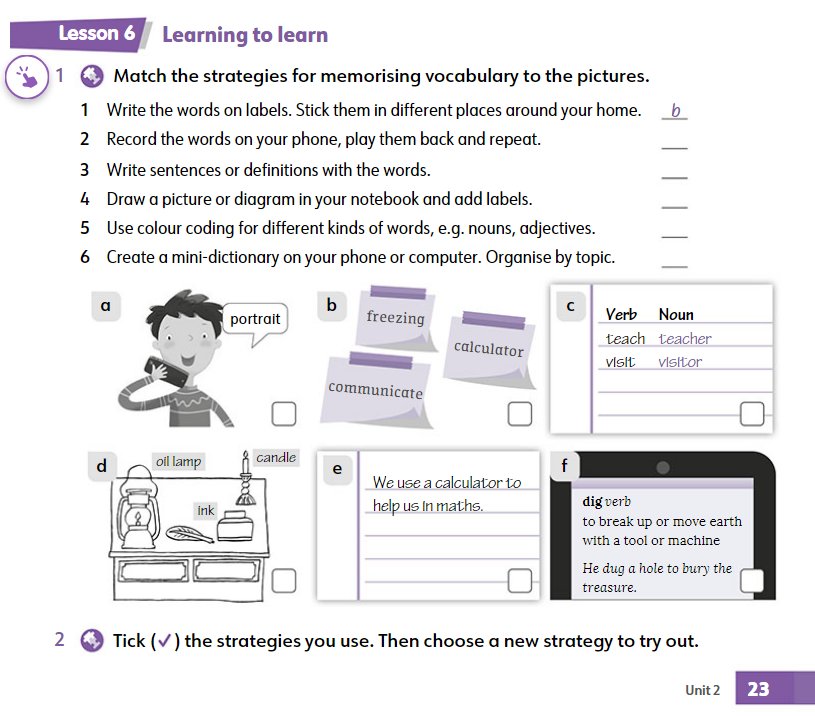 Lesson 6 Learning to learn
1 Match the strategies for memorising vocabulary to the pictures.
1 Write the words on labels. Stick them in different places around your home. b
2 Record the words on your phone, play them back and repeat.
3 Write sentences or definitions with the words.
4 Draw a picture or diagram in your notebook and add labels.
5 Use colour coding for different kinds of words, e.g. nouns, adjectives.
6 Create a mini-dictionary on your phone or computer. Organise by topic.
a
portrait
b
freezing
calculator
communicate
c
Verb Noun
teach teacher
visit visitor
d
oil lamp
candle
ink
e
We use a calculator to
help us in maths.
f
dig verb
to break up or move earth
with a tool or machine
He dug a hole to bury the
treasure.
2 Tick (✓) the strategies you use. Then choose a new strategy to try out.
Unit 2 23